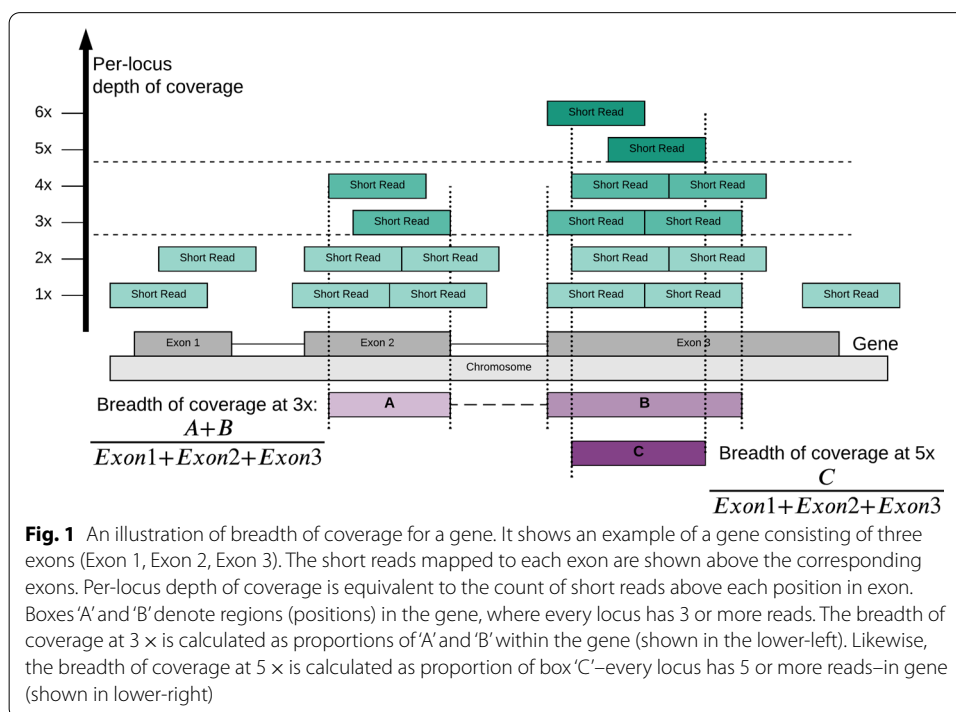 Per-locus
depth of coverage
6x
Short Read
5x
Short Read
4x
Short Read
Short Read
Short Read
3x
Short Read
Short Read
Short Read
2x
Short Read
Short Read
Short Read
Short Read
Short Read
1x
Short Read
Short Read
Short Read
Short Read
Short Read
Short Read
Exon 1
Exon 2
Exon 3
Gene
Chromosome
Breadth of coverage at 3x:
A
B
A+B
Exon1+Exon2+Exon3
C
Breadth of coverage at 5x
C
Exon1+Exon2+Exon3
Fig. 1 An illustration of breadth of coverage for a gene. It shows an example of a gene consisting of three
exons (Exon 1, Exon 2, Exon 3). The short reads mapped to each exon are shown above the corresponding
exons. Per-locus depth of coverage is equivalent to the count of short reads above each position in exon.
Boxes ‘A’ and ‘B’ denote regions (positions) in the gene, where every locus has 3 or more reads. The breadth of
coverage at 3 × is calculated as proportions of ‘A’ and ‘B’ within the gene (shown in the lower-left). Likewise,
the breadth of coverage at 5 × is calculated as proportion of box ‘C’–every locus has 5 or more reads–in gene
(shown in lower-right)